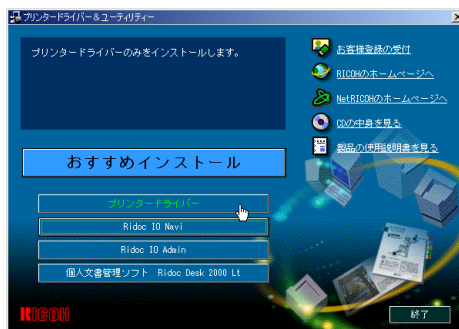 プリンタードライバー＆ユーティリティー
プリンタードライバーのみをインストールします。
お客様登録の受付
RICOHのホームページへ
NetRICOHのホームページへ
CDの中身を見る
製品の使用説明書を見る
おすすめインストール
プリンタードライバー
Ridoc IO Navi
Ridoc IO Admin
個人文書管理ソフト Ridoc Desk 2000 Lt
RICOH
終了